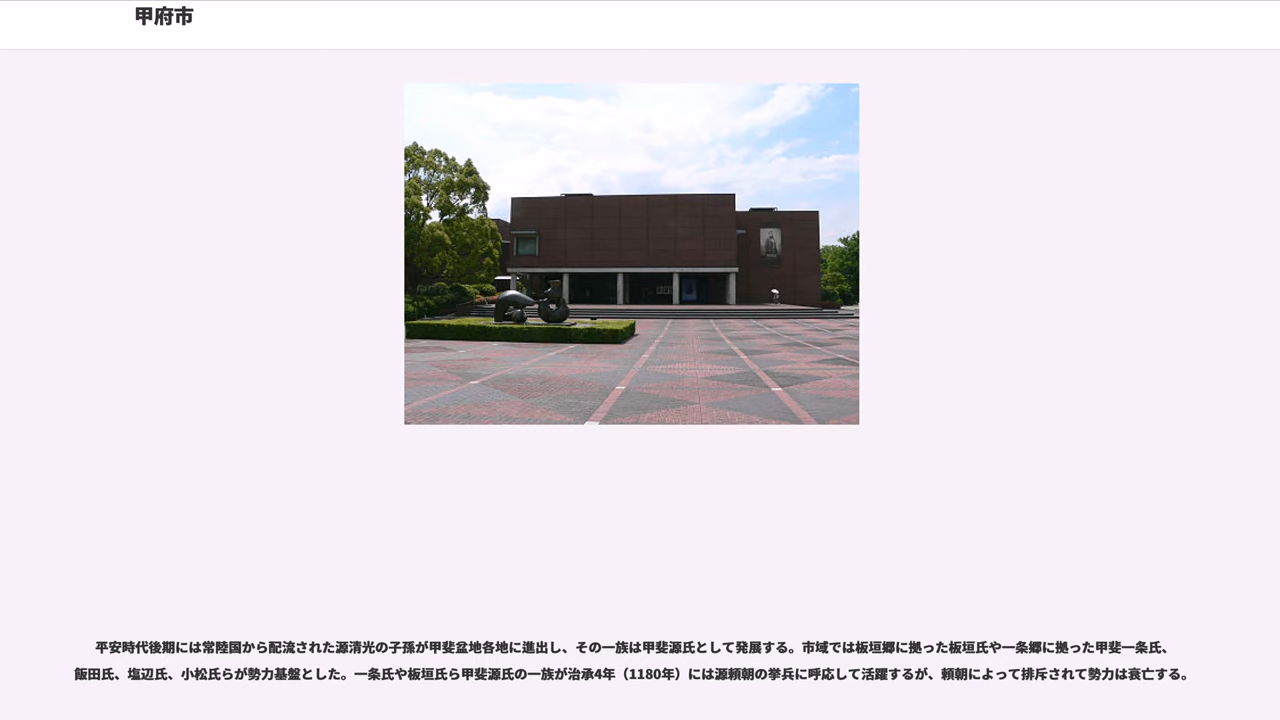 甲府市
平安時代後期には常陸国から配流された源清光の子孫が甲斐盆地各地に進出し、その一族は甲斐源氏として発展する。市域では板垣郷に拠った板垣氏や一条郷に拠った甲斐一条氏、
飯田氏、塩辺氏、小松氏らが勢力基盤とした。一条氏や板垣氏ら甲斐源氏の一族が治承4年（1180年）には源頼朝の挙兵に呼応して活躍するが、頼朝によって排斥されて勢力は衰亡する。